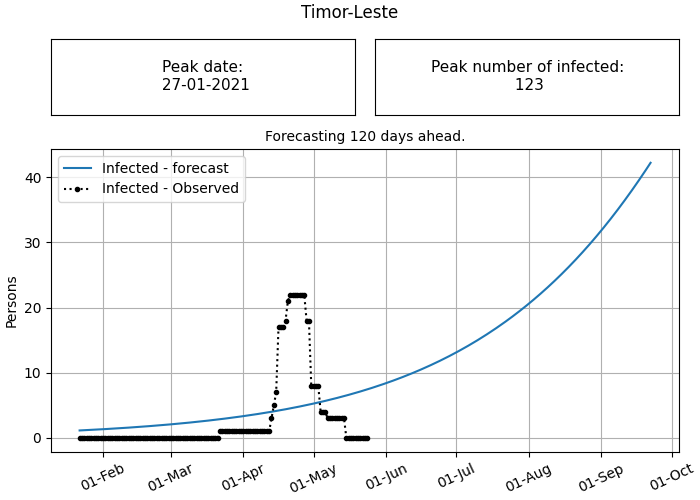 Timor-Leste
Peak date:
27-01-2021
Peak number of infected:
123
Forecasting 120 days ahead.
Infected - forecast
Infected - Observed
Persons
40
30
20
10
0
01-Feb
01-Mar
01-Apr
01-May
01-Jun
01-Jul
01-Aug
01-Sep
01-Oct